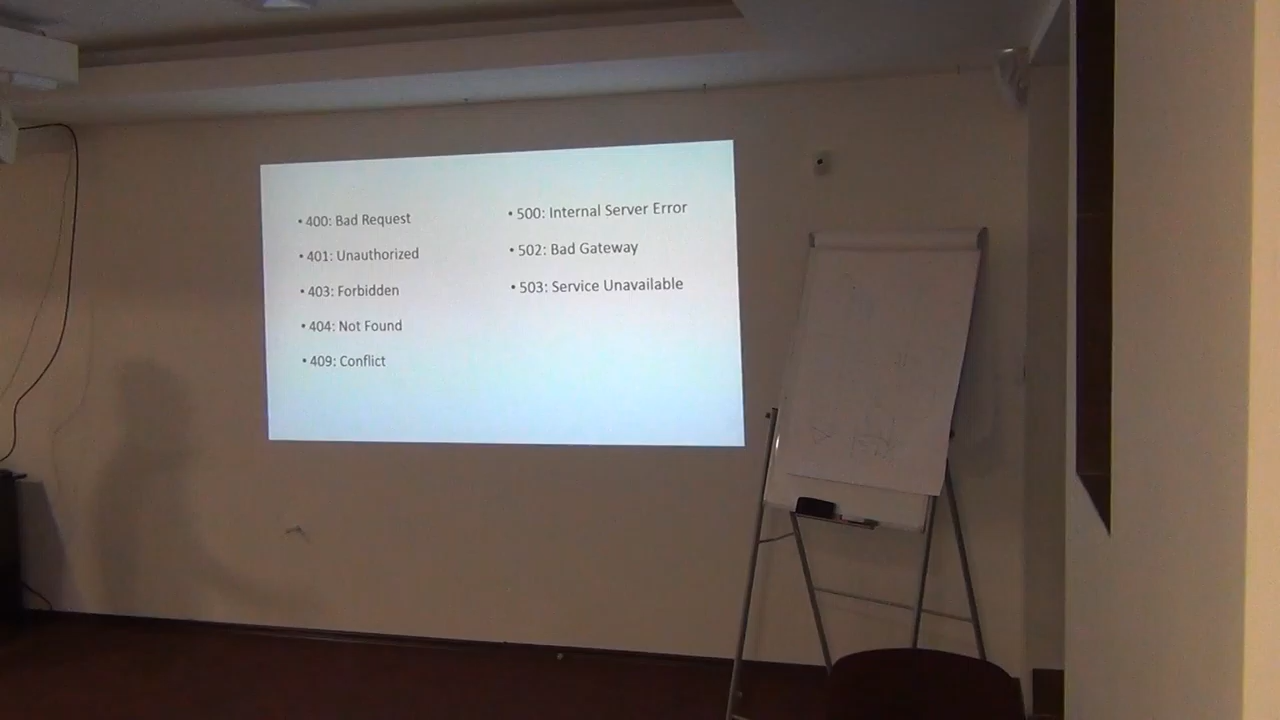 • 400: Bad Request
• 401: Unauthorized
• 403: Forbidden
• 404: Not Found
• 409: Conflict
• 500: Internal Server Error
• 502: Bad Gateway
• 503: Service Unavailable